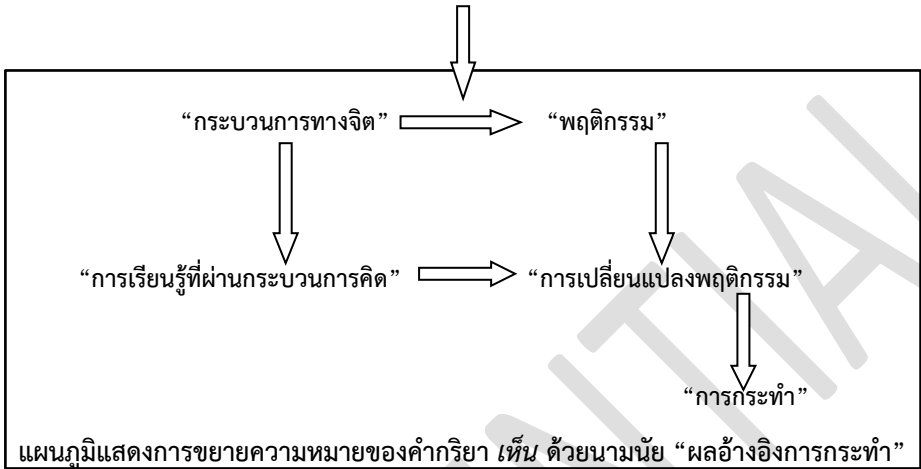 “กระบวนการทางจิต” “พฤติกรรม”
“การเรียนรู้ที่ผ่านกระบวนการคิด” “การเปลี่ยนแปลงพฤติกรรม”
“การกระทำ”
แผนภูมิแสดงการขยายความหมายของคำกริยา เห็น ด้วยนามนัย “ผลอ้างอิงการกระทำ”